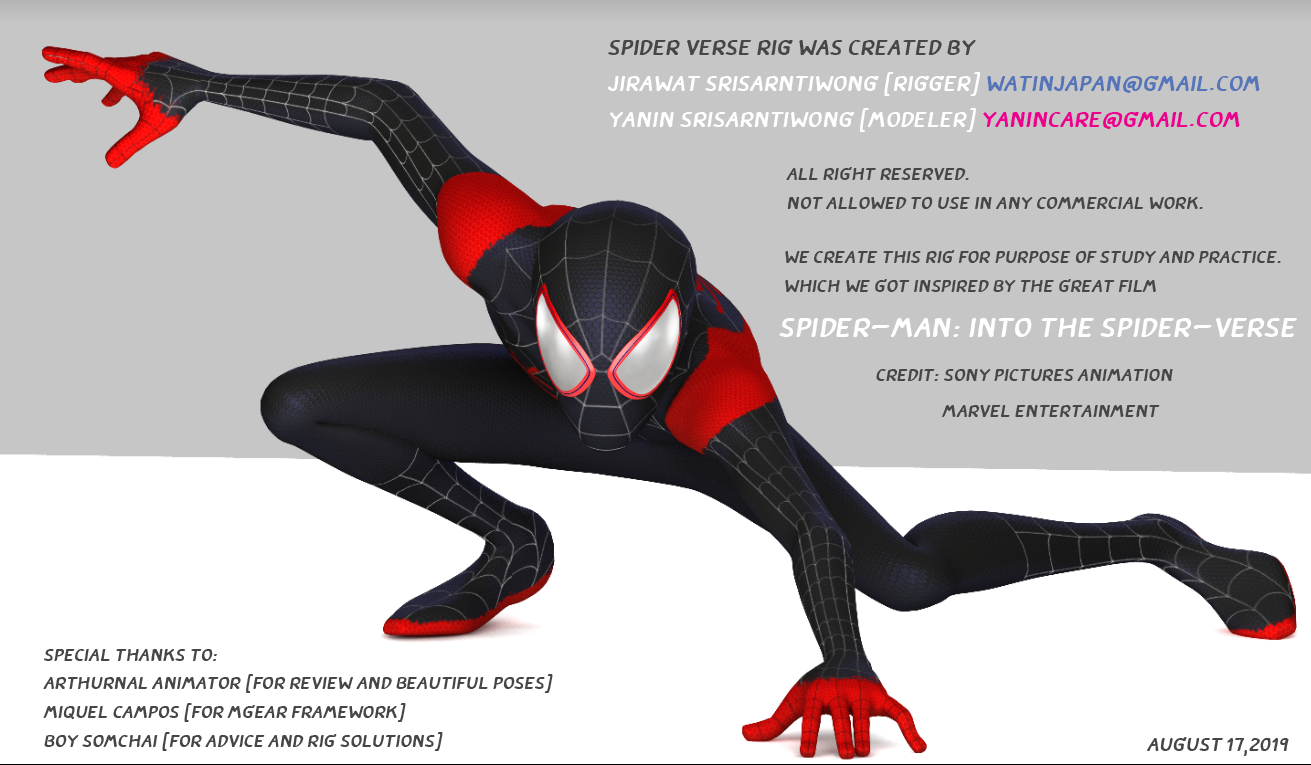 SPIDER VERSE RIG WAS CREATED BY
JIRAWAT SRISARNTIWONG [RIGGER] WATINJAPAN@GMAIL.COM
YANIN SRISARNTIWONG [MODELER] YANINCARE@GMAIL.COM
ALL RIGHT RESERVED.
NOT ALLOWED TO USE IN ANY COMMERCIAL WORK.
WE CREATE THIS RIG FOR PURPOSE OF STUDY AND PRACTICE.
WHICH WE GOT INSPIRED BY THE GREAT FILM
SPIDER-MAN: INTO THE SPIDER-VERSE
CREDIT: SONY PICTURES ANIMATION
MARVEL ENTERTAINMENT
SPECIAL THANKS TO:
ARTHURNAL ANIMATOR [FOR REVIEW AND BEAUTIFUL POSES]
MIQUEL CAMPOS [FOR MGEAR FRAMEWORK]
BOY SOMCHAI [FOR ADVICE AND RIG SOLUTIONS]
AUGUST 17,2019